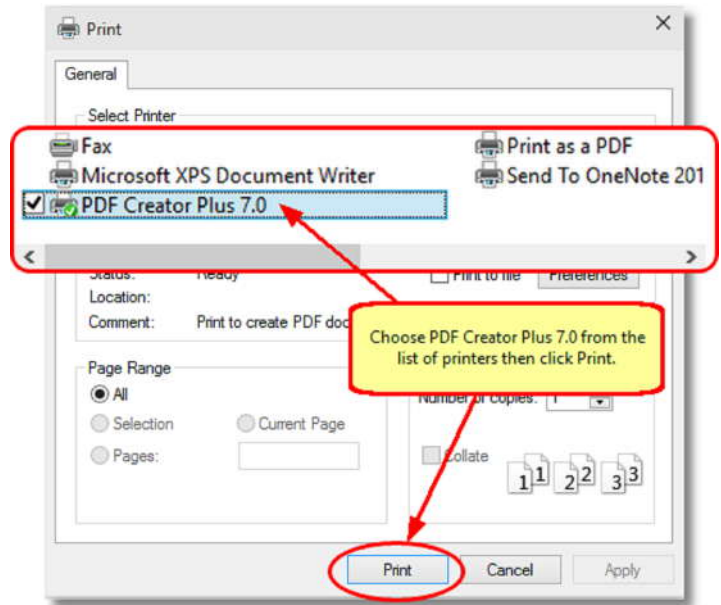 Print
General
Select Printer
Fax
Print as a PDF
Microsoft XPS Document Writer
Send To OneNote 201
PDF Creator Plus 7.0
Status: Ready
Print to file
Preferences
Location:
Comment: Print to create PDF doc
Choose PDF Creator Plus 7.0 from the
list of printers then click Print.
Page Range
All
Number of copies: 1
Selection
Current Page
Pages:
Collate
1 1 2 2 3 3
Print
Cancel
Apply